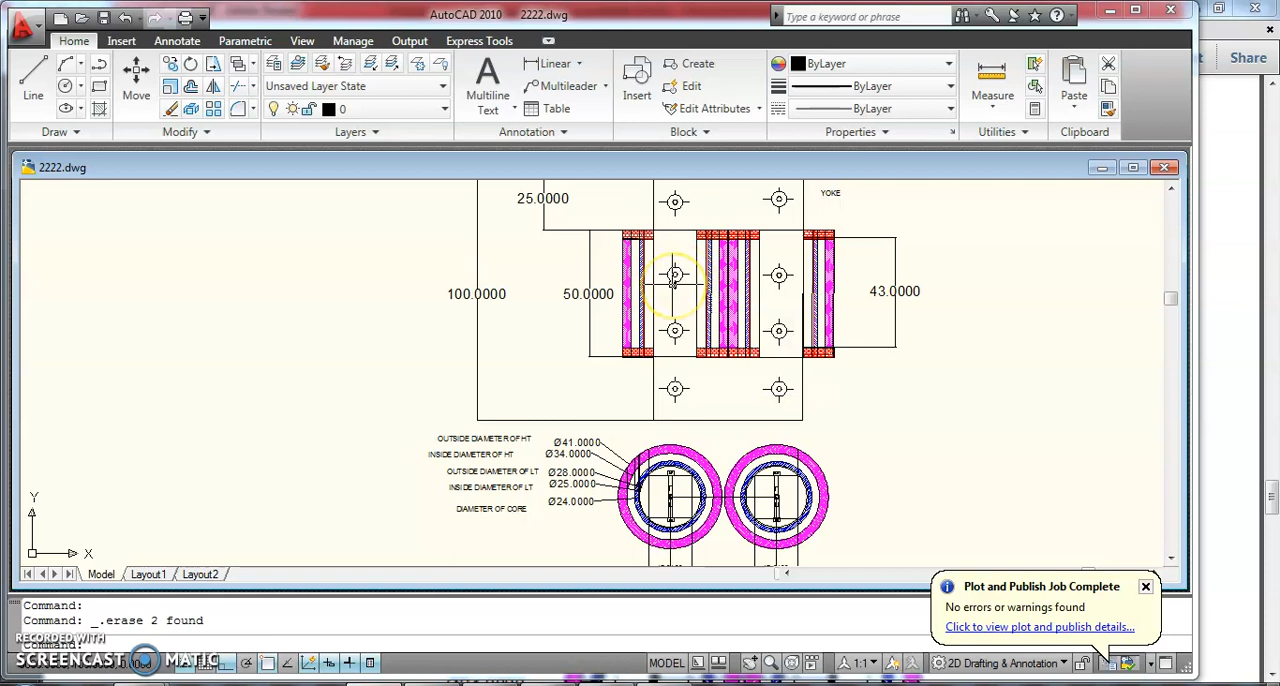 AutoCAD 2010 2222.dwg
Type a keyword or phrase
Home Insert Annotate Parametric View Manage Output Express Tools
Share
Line
Move
Unsaved Layer State
0
Multiline
Text
Linear
Multileader
Table
Insert
Create
Edit
Edit Attributes
ByLayer
ByLayer
ByLayer
Measure
Paste
Draw Modify Layers Annotation Block Properties Utilities Clipboard
2222.dwg
25.0000
YOKE
100.0000
50.0000
43.0000
OUTSIDE DIAMETER OF HT Ø41.0000
INSIDE DIAMETER OF HT Ø34.0000
OUTSIDE DIAMETER OF LT Ø28.0000
INSIDE DIAMETER OF LT Ø25.0000
DIAMETER OF CORE Ø24.0000
Y
X
Model Layout1 Layout2
Command:
Command: _.erase 2 found
Command:
RECORDED WITH
SCREENCAST MATIC
Plot and Publish Job Complete
No errors or warnings found
Click to view plot and publish details...
MODEL
1:1
2D Drafting & Annotation